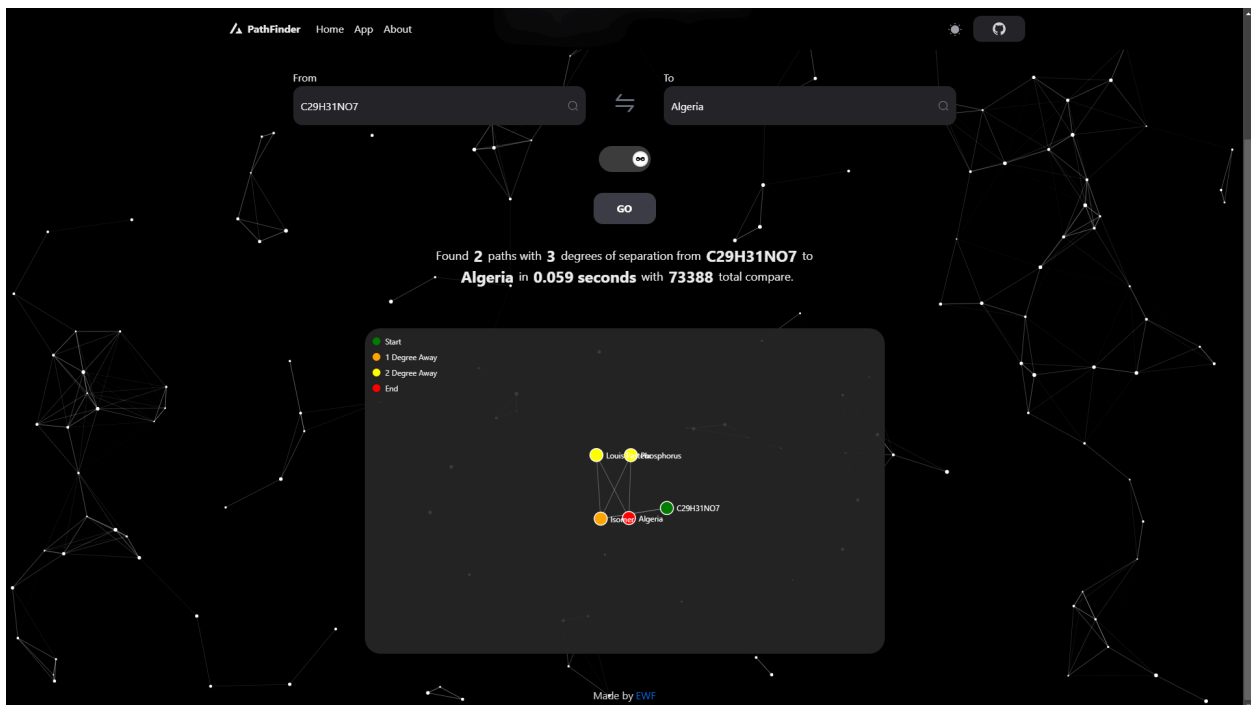 PathFinder Home App About
From
To
C29H31NO7
Algeria
GO
Found 2 paths with 3 degrees of separation from C29H31NO7 to
Algeria in 0.059 seconds with 73388 total compare.
Start
1 Degree Away
2 Degree Away
End
Louis Phosphorus
C29H31NO7
Isomer Algeria
Made by EWF